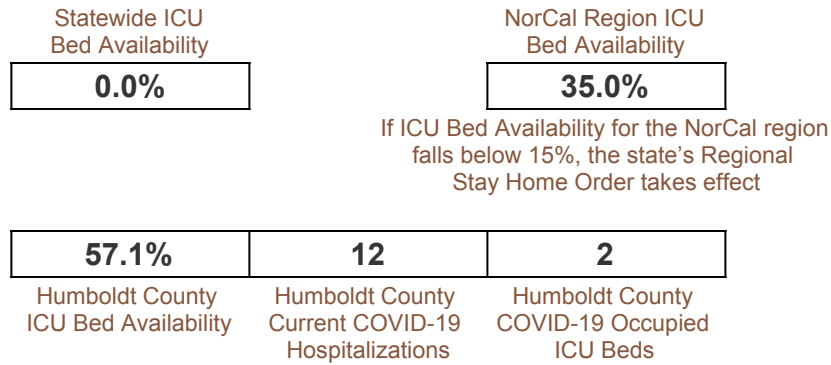 Statewide ICU
Bed Availability
0.0%
NorCal Region ICU
Bed Availability
35.0%
If ICU Bed Availability for the NorCal region
falls below 15%, the state's Regional
Stay Home Order takes effect
57.1%
Humboldt County
ICU Bed Availability
12
Humboldt County
Current COVID-19
Hospitalizations
2
Humboldt County
COVID-19 Occupied
ICU Beds